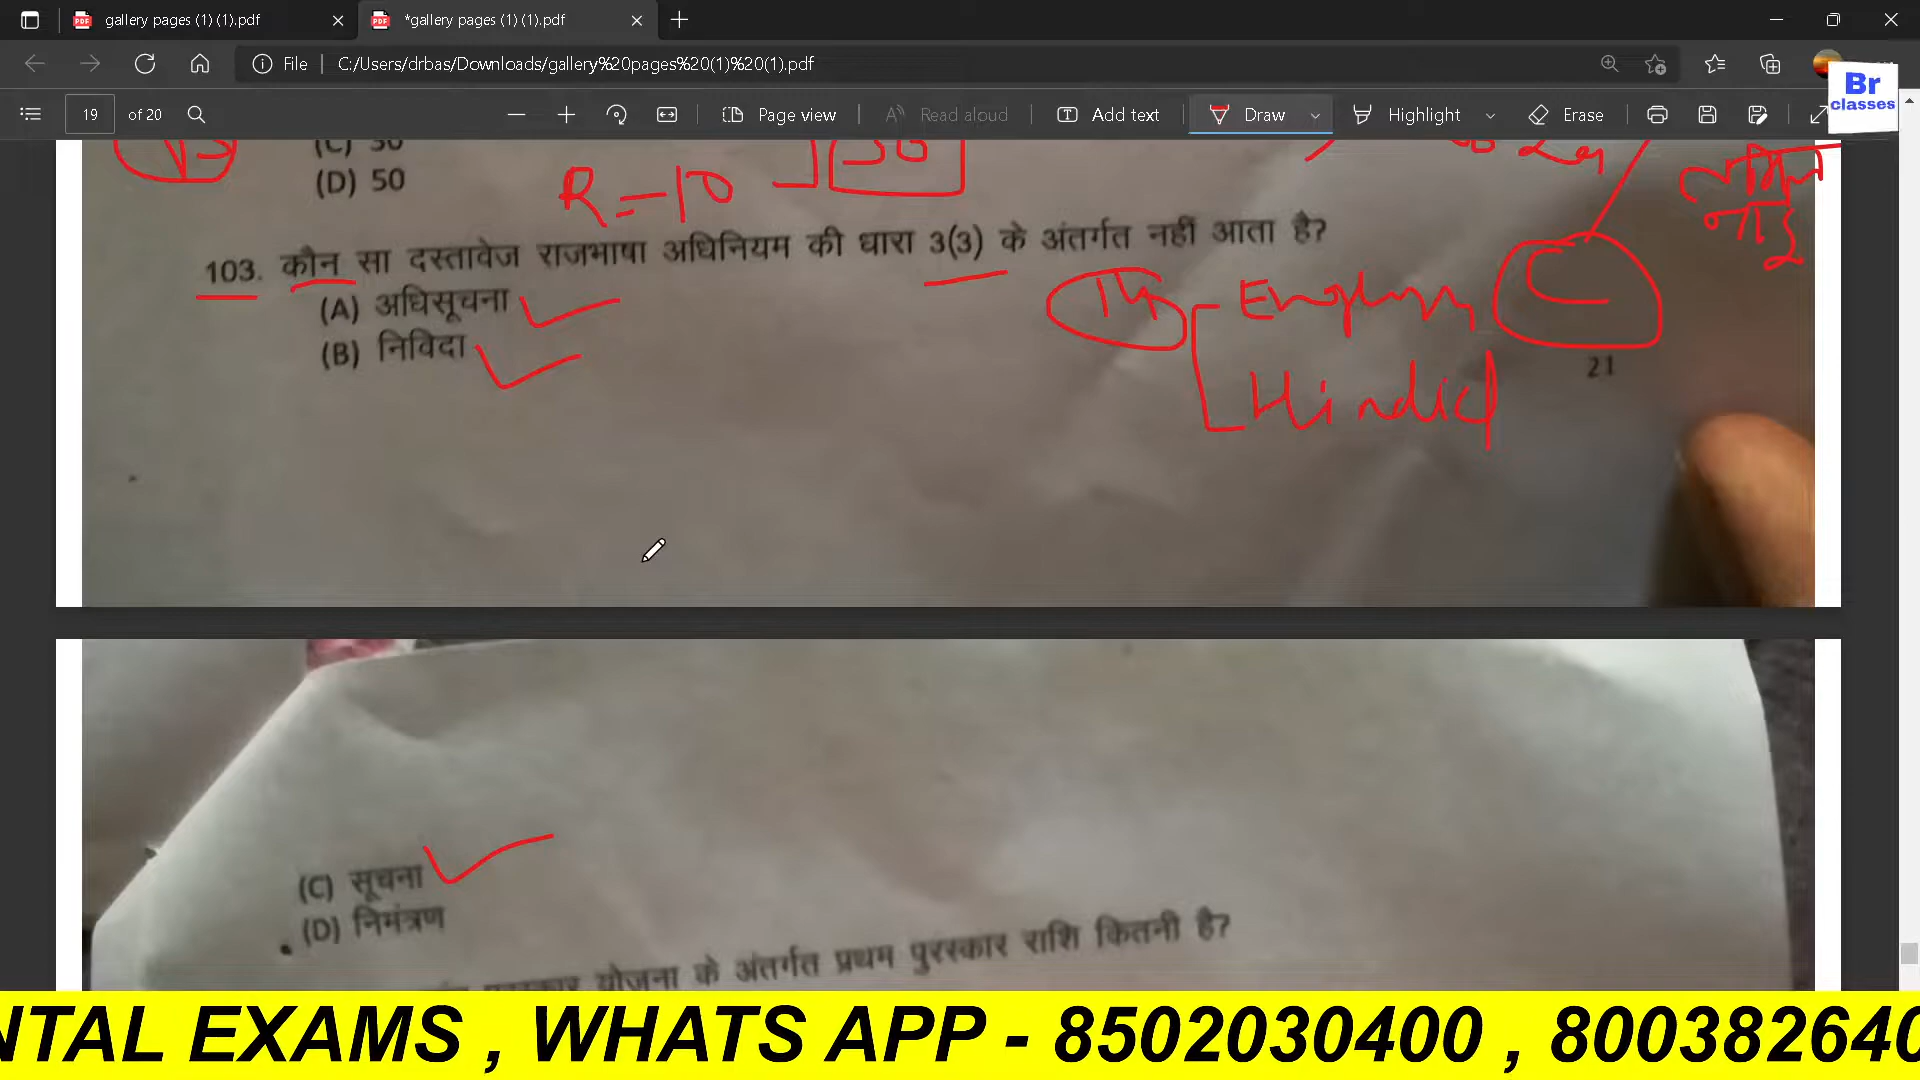 gallery pages (1) (1).pdf
*gallery pages (1) (1).pdf
File
C:/Users/drbas/Downloads/gallery%20pages%20(1)%20(1).pdf
Br
classes
19 of 20
Page view
Read aloud
Add text
Draw
Highlight
Erase
(C) 30
(D) 50
R = -10
103. कौन सा दस्तावेज राजभाषा अधिनियम की धारा 3(3) के अंतर्गत नहीं आता है?
(A) अधिसूचना
(B) निविदा
14
English
Hindi
C
21
(C) सूचना
(D) निमंत्रण
पुरस्कार योजना के अंतर्गत प्रथम पुरस्कार राशि कितनी है?
NTAL EXAMS , WHATS APP - 8502030400 , 800382640